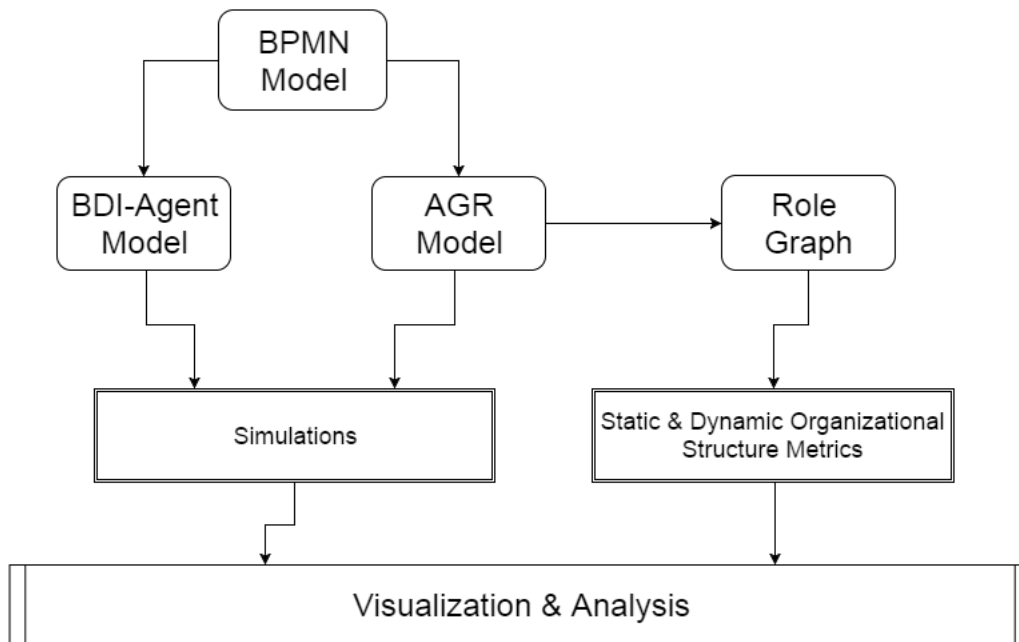 BPMN
Model
BDI-Agent
Model
AGR
Model
Role
Graph
Simulations
Static & Dynamic Organizational
Structure Metrics
Visualization & Analysis